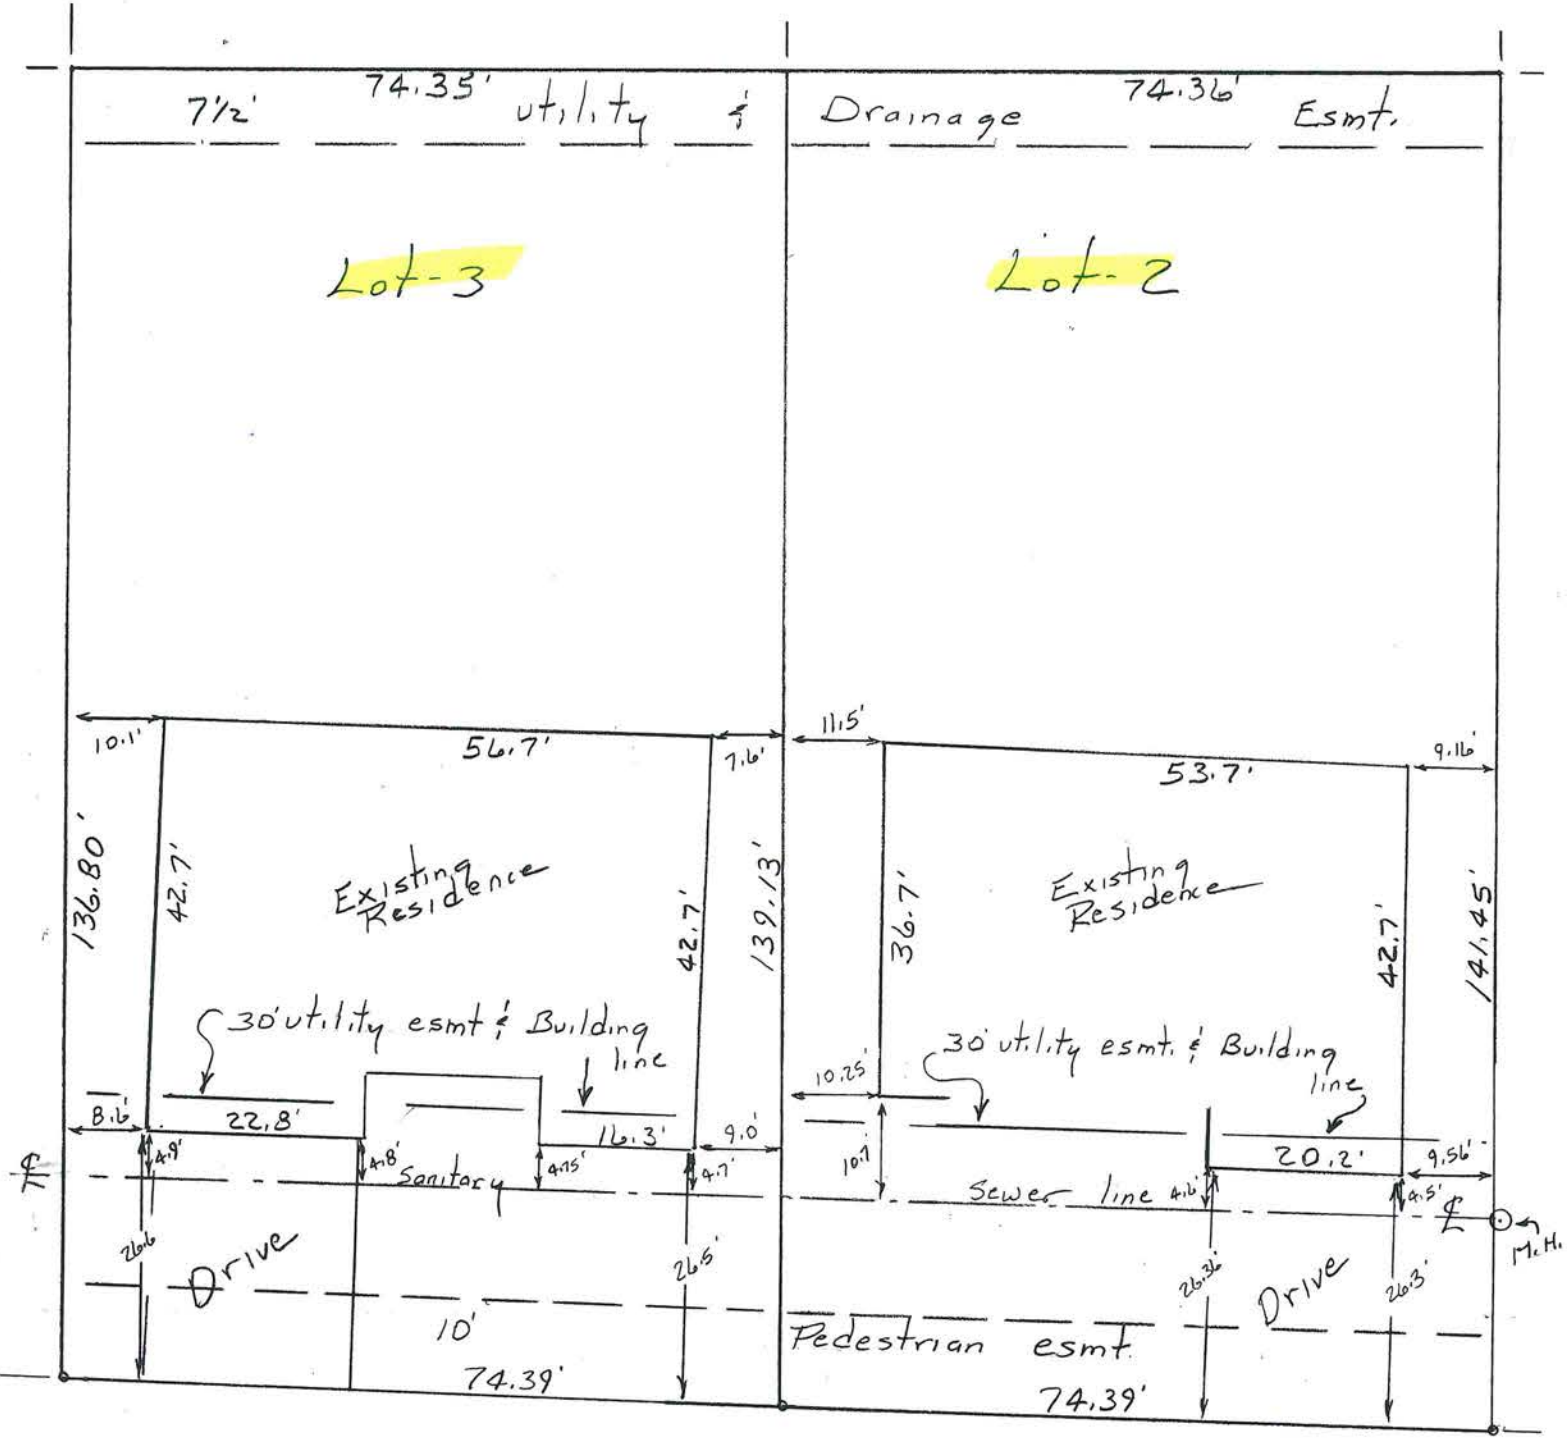 74.35'
74.36'
7 1/2' utility & Drainage Esmt.
Lot-3
Lot-2
10.1'
56.7'
7.6'
11.5'
53.7'
9.16'
136.80'
42.7'
Existing
Residence
42.7'
139.13'
36.7'
Existing
Residence
42.7'
141.45'
30' utility esmt & Building
line
30' utility esmt. & Building
line
8.6'
22.8'
16.3'
9.0'
10.25'
10.7'
20.2'
9.56'
℄
4.9'
4.8'
Sanitary
4.75'
4.7'
Sewer line
4.6'
4.5'
℄
M.H.
26.6
Drive
26.5'
26.36'
Drive
26.3'
10'
Pedestrian esmt.
74.39'
74.39'